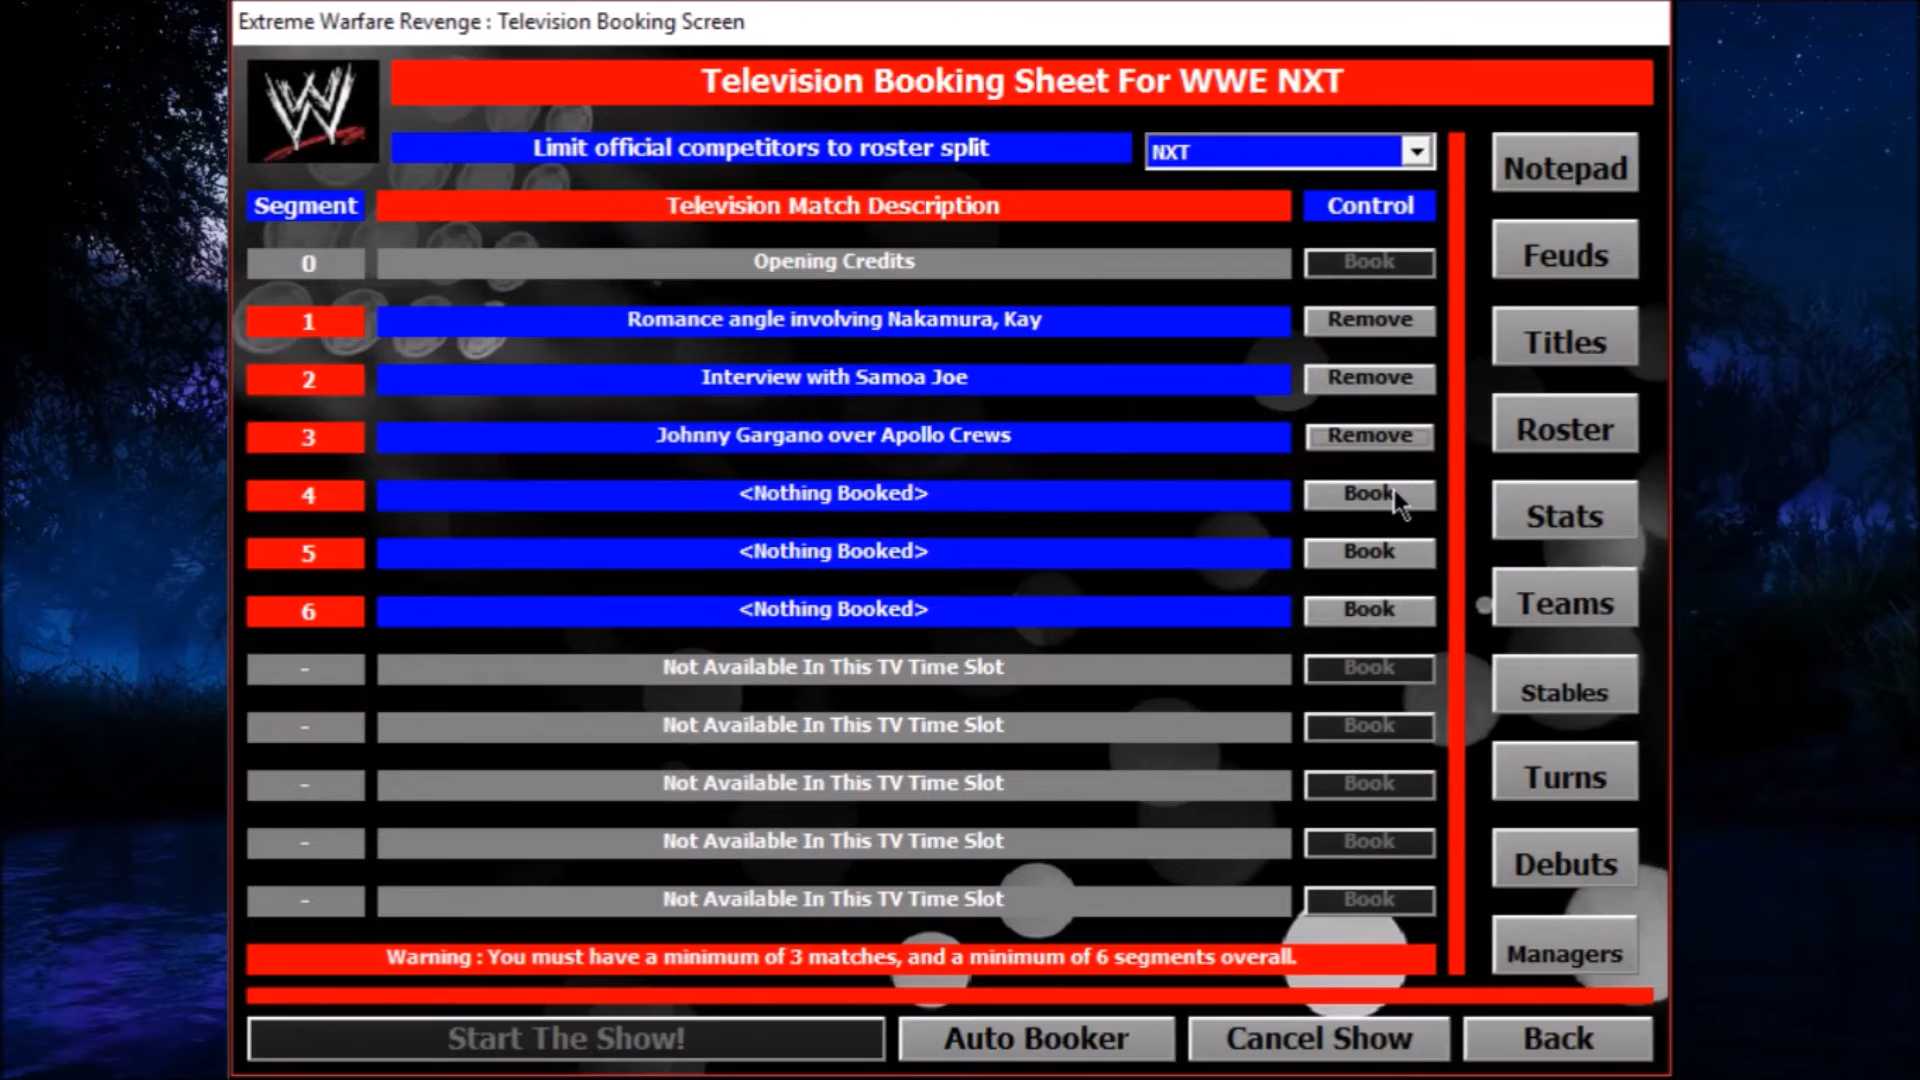 Extreme Warfare Revenge : Television Booking Screen
W
Television Booking Sheet For WWE NXT
Limit official competitors to roster split NXT
Segment Television Match Description Control
0 Opening Credits Book
1 Romance angle involving Nakamura, Kay Remove
2 Interview with Samoa Joe Remove
3 Johnny Gargano over Apollo Crews Remove
4 <Nothing Booked> Book
5 <Nothing Booked> Book
6 <Nothing Booked> Book
- Not Available In This TV Time Slot Book
- Not Available In This TV Time Slot Book
- Not Available In This TV Time Slot Book
- Not Available In This TV Time Slot Book
- Not Available In This TV Time Slot Book
Warning : You must have a minimum of 3 matches, and a minimum of 6 segments overall.
Notepad
Feuds
Titles
Roster
Stats
Teams
Stables
Turns
Debuts
Managers
Start The Show! Auto Booker Cancel Show Back